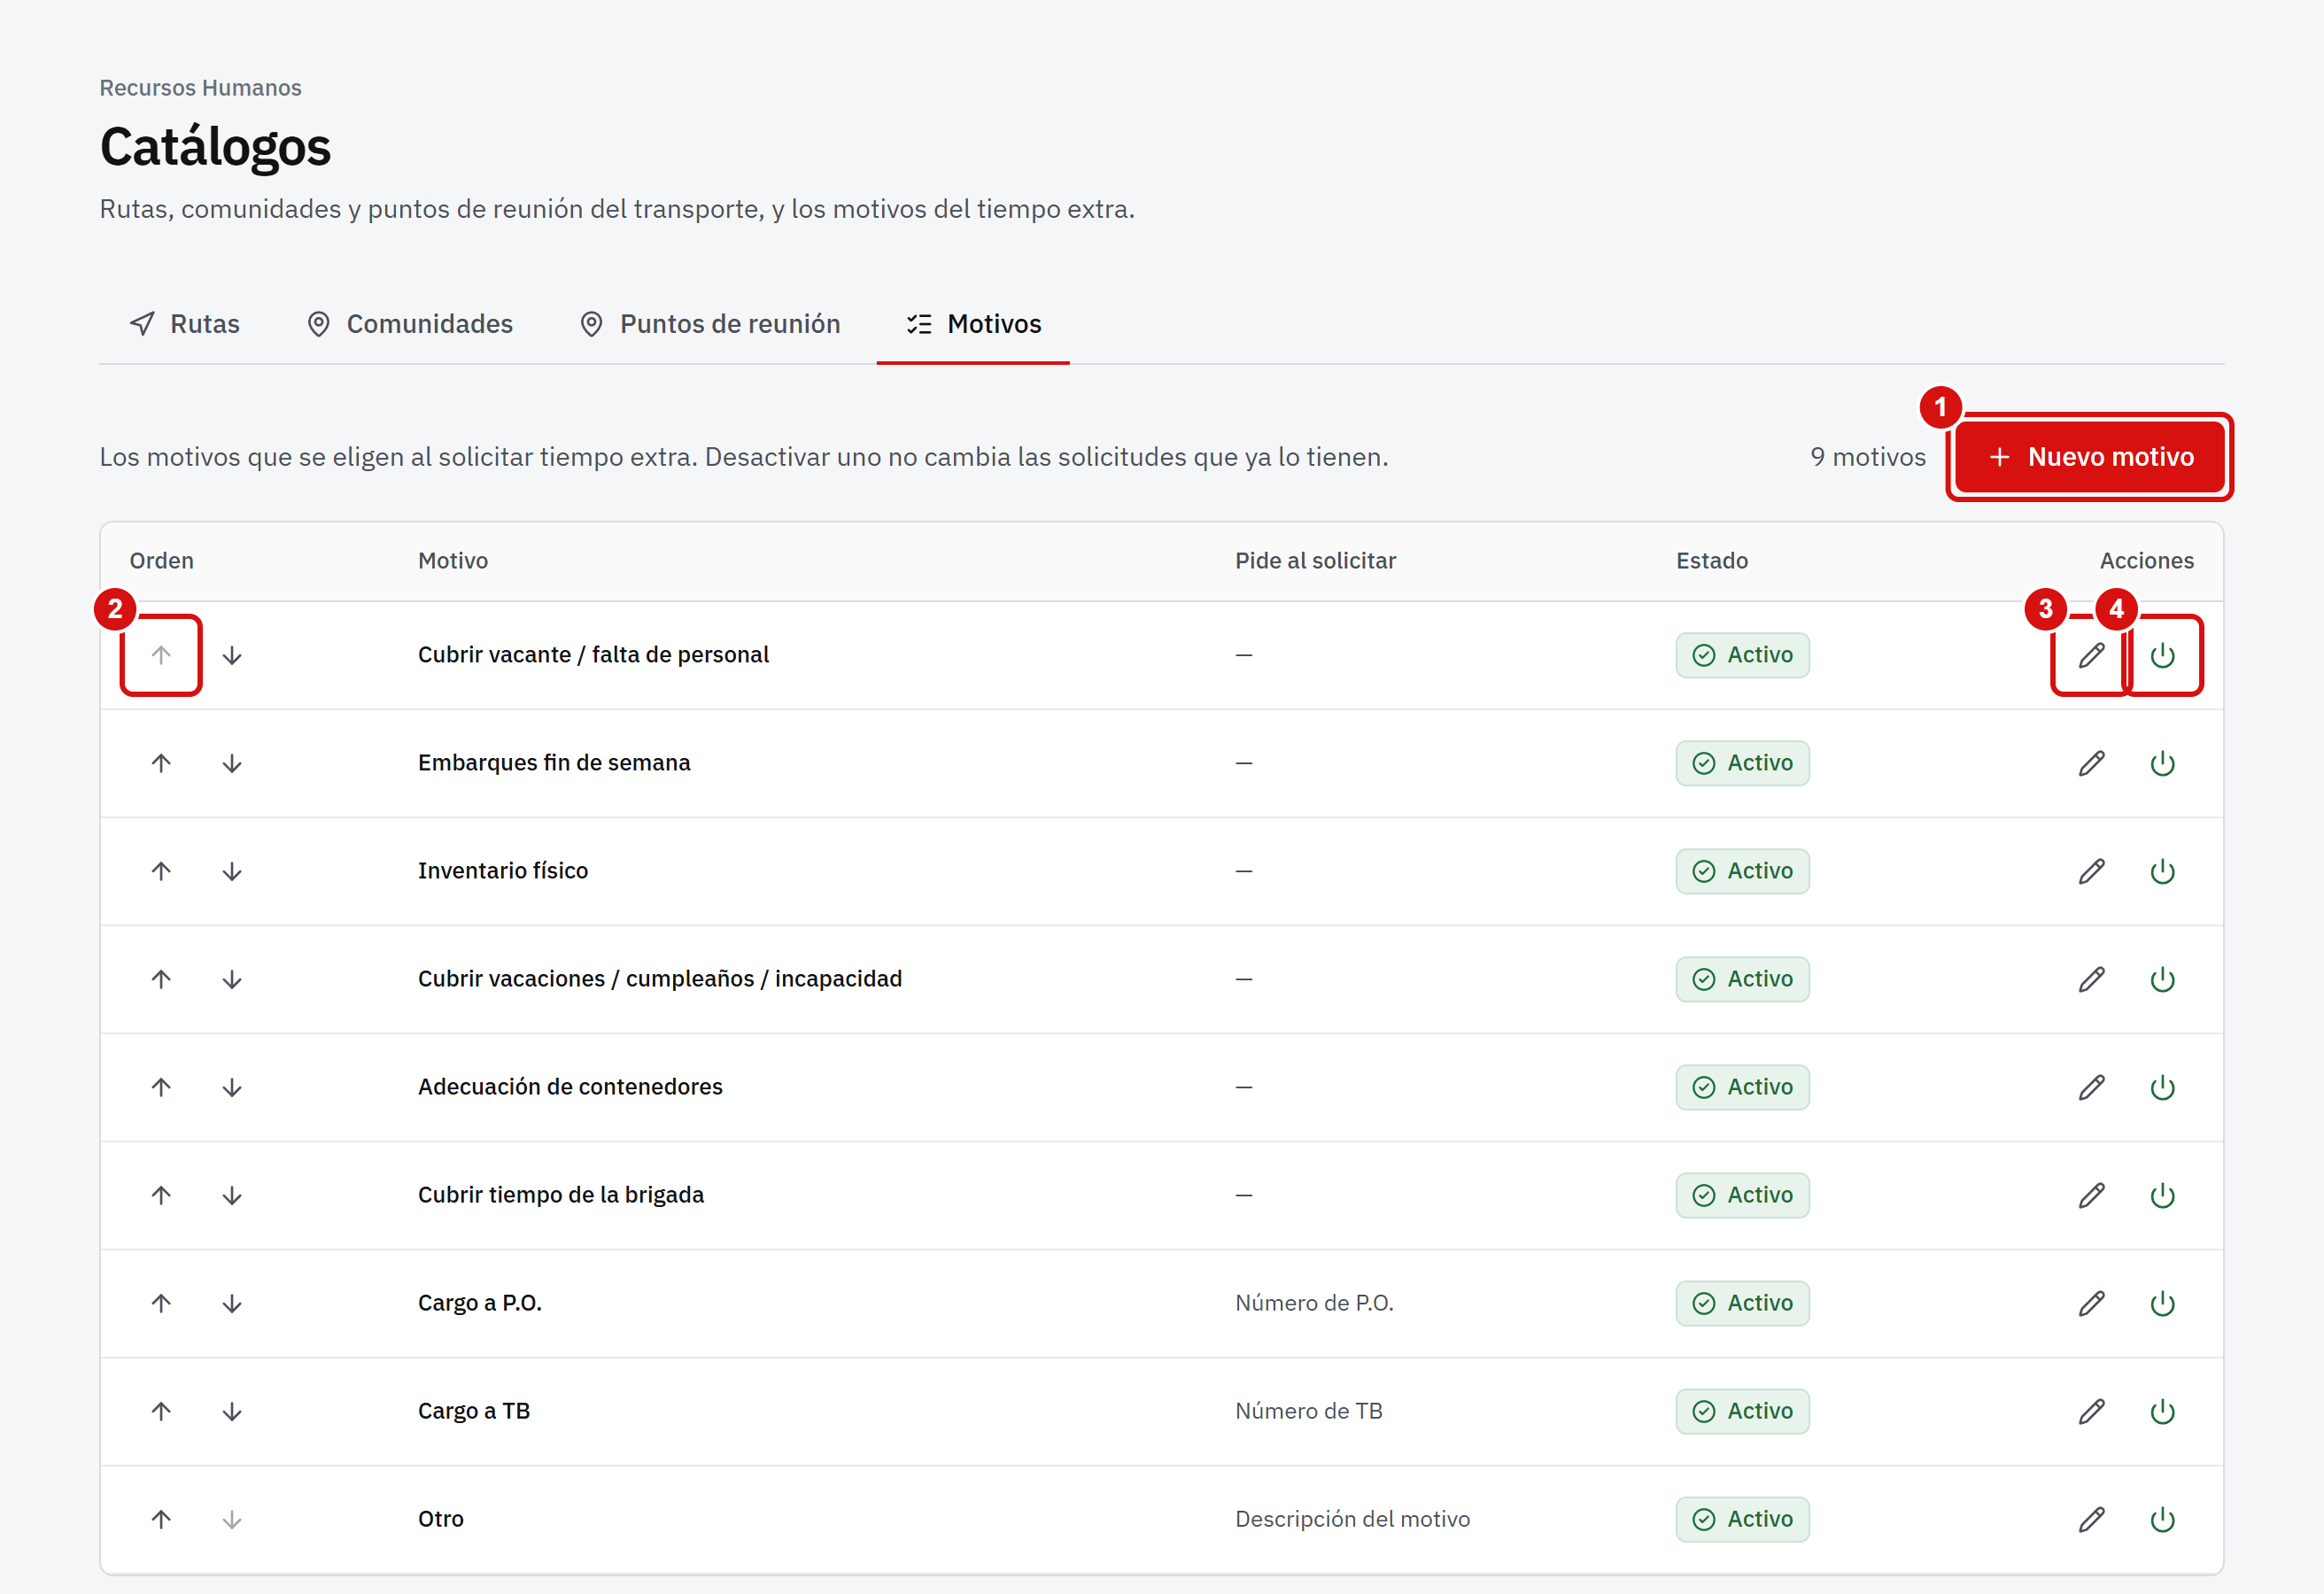 Recursos Humanos
Catálogos
Rutas, comunidades y puntos de reunión del transporte, y los motivos del tiempo extra.
Rutas Comunidades Puntos de reunión Motivos
1
Los motivos que se eligen al solicitar tiempo extra. Desactivar uno no cambia las solicitudes que ya lo tienen. 9 motivos + Nuevo motivo
Orden Motivo Pide al solicitar Estado Acciones
2 3 4
Cubrir vacante / falta de personal — Activo
Embarques fin de semana — Activo
Inventario físico — Activo
Cubrir vacaciones / cumpleaños / incapacidad — Activo
Adecuación de contenedores — Activo
Cubrir tiempo de la brigada — Activo
Cargo a P.O. Número de P.O. Activo
Cargo a TB Número de TB Activo
Otro Descripción del motivo Activo